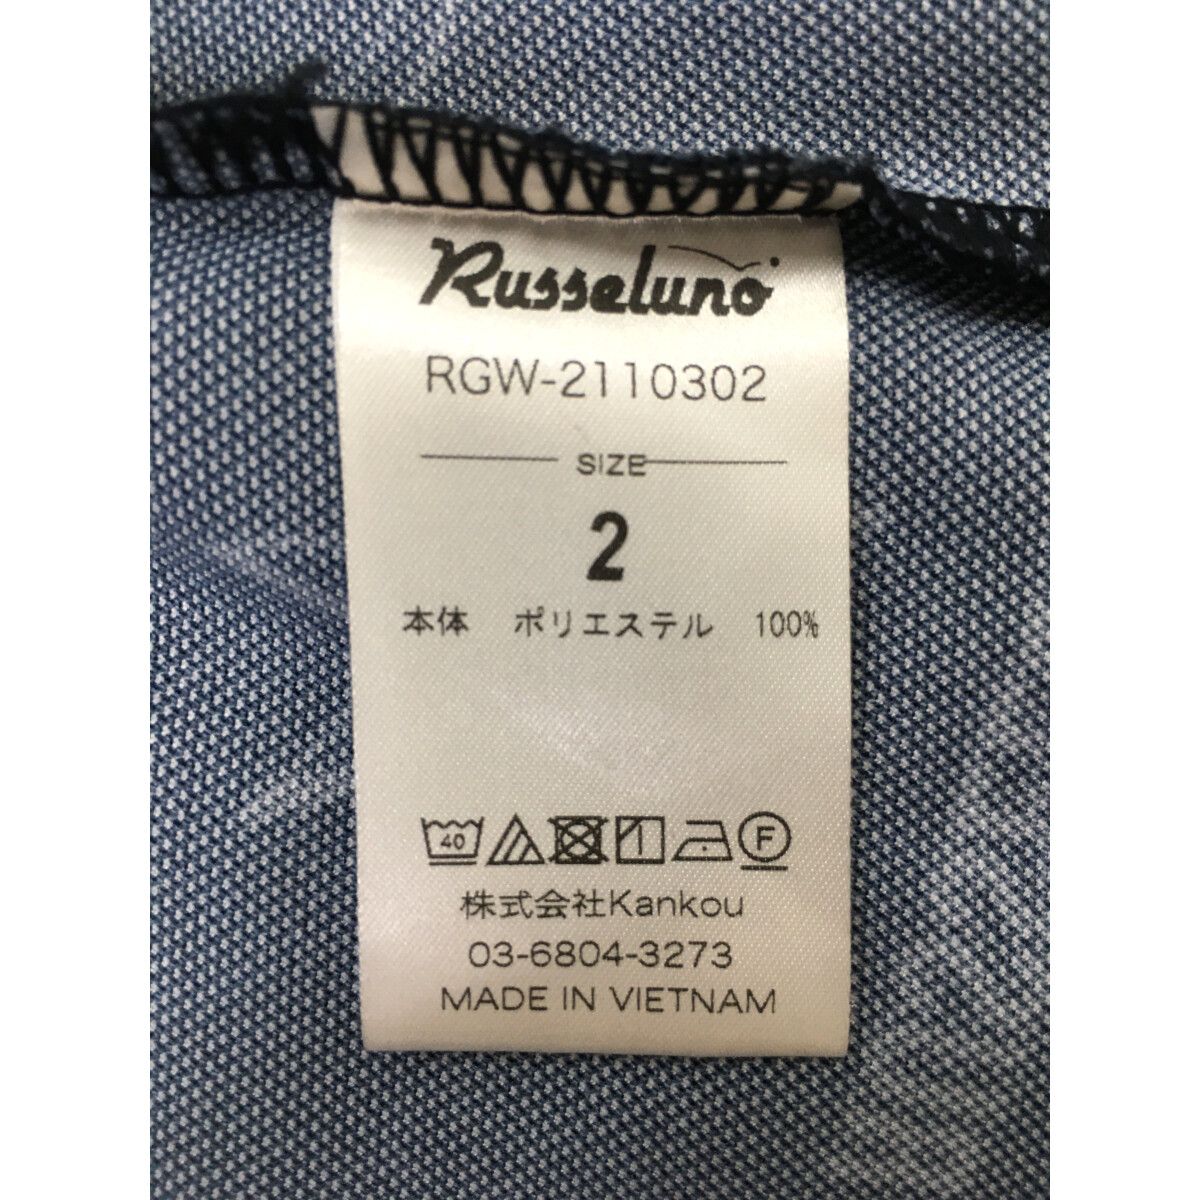 Russeluno
RGW-2110302
SIZE
2
本体 ポリエステル 100%
40 F
株式会社Kankou
03-6804-3273
MADE IN VIETNAM